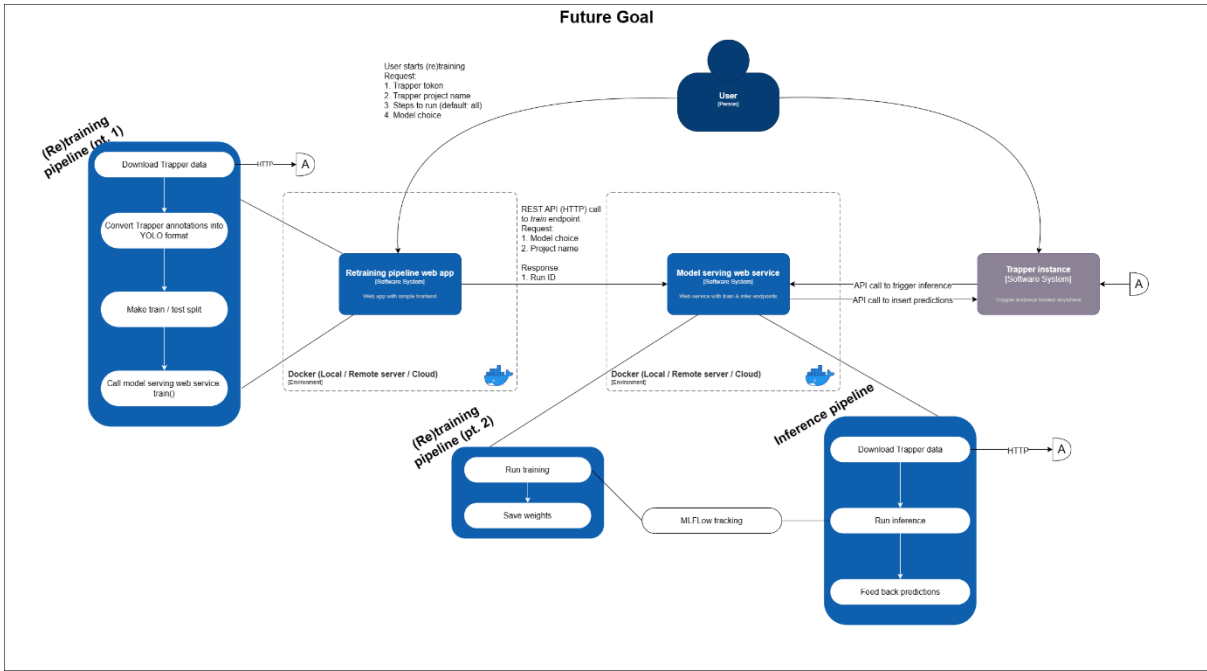 Future Goal
User starts (re)training
Request:
1. Trapper token
2. Trapper project name
3. Steps to run (default: all)
4. Model choice
User
[Person]
(Re)training
pipeline (pt. 1)
Download Trapper data
HTTP
A
Convert Trapper annotations into
YOLO format
Make train / test split
Call model serving web service:
train()
Retraining pipeline web app
[Software System]
Web app with simple frontend
Docker (Local / Remote server / Cloud)
[Environment]
REST API (HTTP) call
to train endpoint.
Request:
1. Model choice
2. Project name
Response:
1. Run ID
Model serving web service
[Software System]
Web service with train & infer endpoints
Docker (Local / Remote server / Cloud)
[Environment]
API call to trigger inference
API call to insert predictions
Trapper instance
[Software System]
Trapper instance hosted anywhere
A
(Re)training
pipeline (pt. 2)
Run training
Save weights
MLFLow tracking
Inference pipeline
Download Trapper data
HTTP
A
Run inference
Feed back predictions